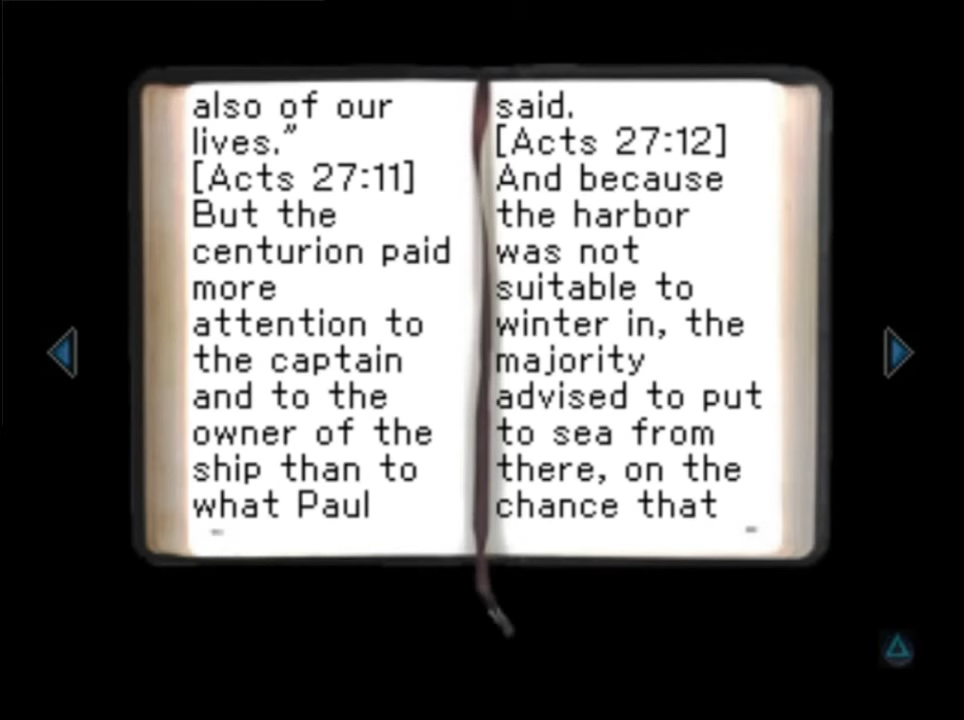 also of our
lives.”
[Acts 27:11]
But the
centurion paid
more
attention to
the captain
and to the
owner of the
ship than to
what Paul
said.
[Acts 27:12]
And because
the harbor
was not
suitable to
winter in, the
majority
advised to put
to sea from
there, on the
chance that